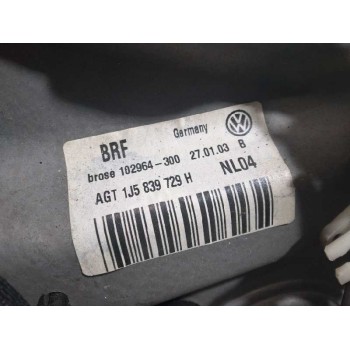 BRF Germany
brose 102964-300 27.01.03 B
AGT 1J5 839 729 H NL04